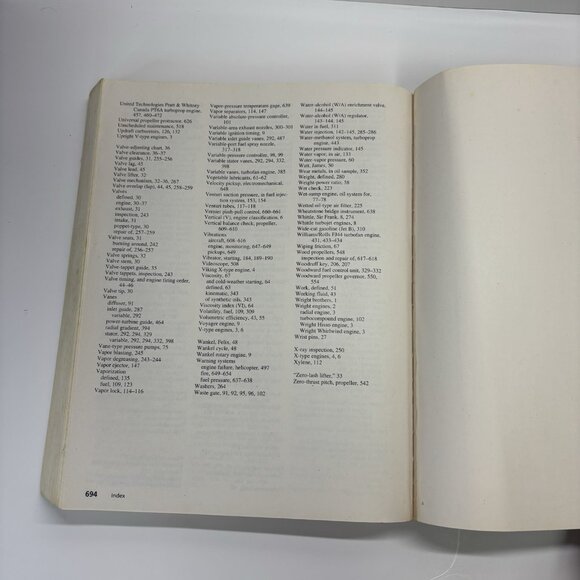 United Technologies Pratt & Whitney
Canada PT6A turboprop engine,
457, 460–472
Universal propeller protractor, 626
Unscheduled maintenance, 518
Updraft carburetors, 126, 132
Upright V-type engines, 3
Valve-adjusting chart, 36
Valve clearance, 36–37
Valve guides, 31, 255–256
Valve lag, 45
Valve lead, 45
Valve lifter, 32
Valve mechanism, 32–36, 267
Valve overlap (lap), 44, 45, 258–259
Valves
defined, 30
engine, 30–37
exhaust, 31
inspection, 243
intake, 31
poppet-type, 30
repair of, 257–259
Valve seats, 31
burning around, 242
repair of, 256–257
Valve springs, 32
Valve stem, 30
Valve-tappet guide, 35
Valve tappets, inspection, 243
Valve timing, and engine firing order,
44–46
Valve tip, 30
Vanes
diffuser, 91
inlet guide, 287
variable, 292
power-turbine guide, 464
radial gradient, 394
stator, 292, 294, 329
variable, 292, 294, 332, 398
Vane-type pressure pumps, 75
Vapor blasting, 245
Vapor degreasing, 243–244
Vapor ejector, 147
Vaporization
defined, 135
fuel, 109, 123
Vapor lock, 114–116
Vapor-pressure temperature gage, 639
Vapor separators, 114, 147
Variable absolute-pressure controller,
101
Variable-area exhaust nozzles, 300–301
Variable ignition timing, 9
Variable inlet guide vanes, 292, 487
Variable-port fuel spray nozzle,
317–318
Variable-pressure controller, 98, 99
Variable stator vanes, 292, 294, 332,
398
Variable vanes, turbofan engine, 385
Vegetable lubricants, 61–62
Velocity pickup, electromechanical,
648
Venturi suction pressure, in fuel injec-
tion system, 153, 154
Venturi tubes, 117–118
Vernier push-pull control, 660–661
Vertical (V), engine classification, 6
Vertical balance check, propeller,
609–610
Vibrations
aircraft, 608–616
engine, monitoring, 647–649
pickups, 649
Vibrator, starting, 184, 189–190
Videoscope, 508
Viking X-type engine, 4
Viscosity, 67
and cold-weather starting, 64
defined, 63
kinematic, 343
of synthetic oils, 345
Viscosity index (VI), 64
Volatility, fuel, 109, 309
Volumetric efficiency, 43, 55
Voyager engine, 9
V-type engines, 3, 6
Wankel, Felix, 48
Wankel cycle, 48
Wankel rotary engine, 9
Warning systems
engine failure, helicopter, 497
fire, 649–654
fuel pressure, 637–638
Washers, 264
Waste gate, 91, 92, 95, 96, 102
Water-alcohol (W/A) enrichment valve,
144–145
Water-alcohol (W/A) regulator,
143–144, 145
Water in fuel, 311
Water injection, 142–145, 285–286
Water-methanol system, turboprop
engine, 443
Water pressure indicator, 145
Water vapor, in air, 133
Water-vapor pressure, 60
Watt, James, 50
Wear metals, in oil sample, 352
Weight, defined, 280
Weight-power ratio, 58
Wet check, 223
Wet-sump engine, oil system for,
77–78
Wetted oil-type air filter, 225
Wheatstone bridge instrument, 638
Whittle, Sir Frank, 8, 274
Whittle turbojet engines, 8
Wide-cut gasoline (Jet B), 310
Williams/Rolls FJ44 turbofan engine,
431, 433–434
Wiping friction, 67
Wood propellers, 548
inspection and repair of, 617–618
Woodruff key, 206, 207
Woodward fuel control unit, 329–332
Woodward propeller governor, 550,
554
Work, defined, 51
Working fluid, 43
Wright brothers, 1
Wright engines, 2
radial engine, 3
turbocompound engine, 102
Wright Hisso engine, 3
Wright Whirlwind engine, 3
Wrist pins, 27
X-ray inspection, 250
X-type engines, 4, 6
Xylene, 112
"Zero-lash lifter," 33
Zero-thrust pitch, propeller, 542
694 Index